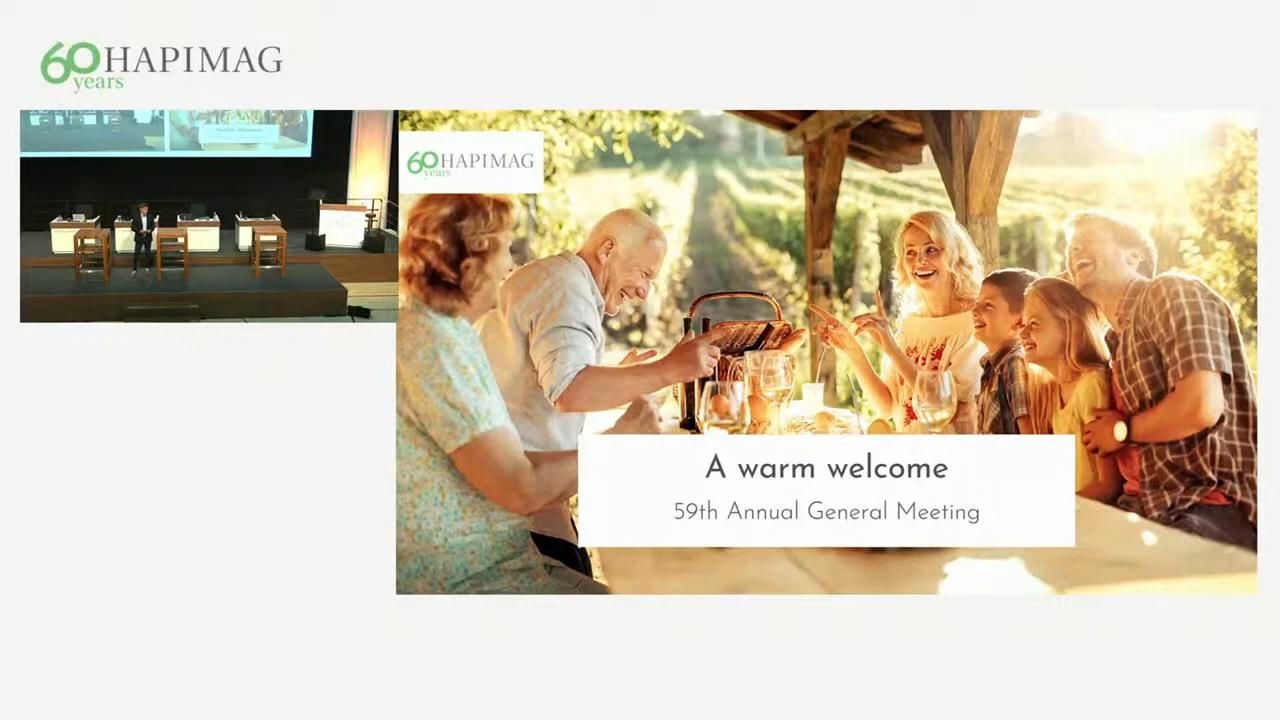 60 HAPIMAG
years
60 HAPIMAG
years
A warm welcome
59th Annual General Meeting